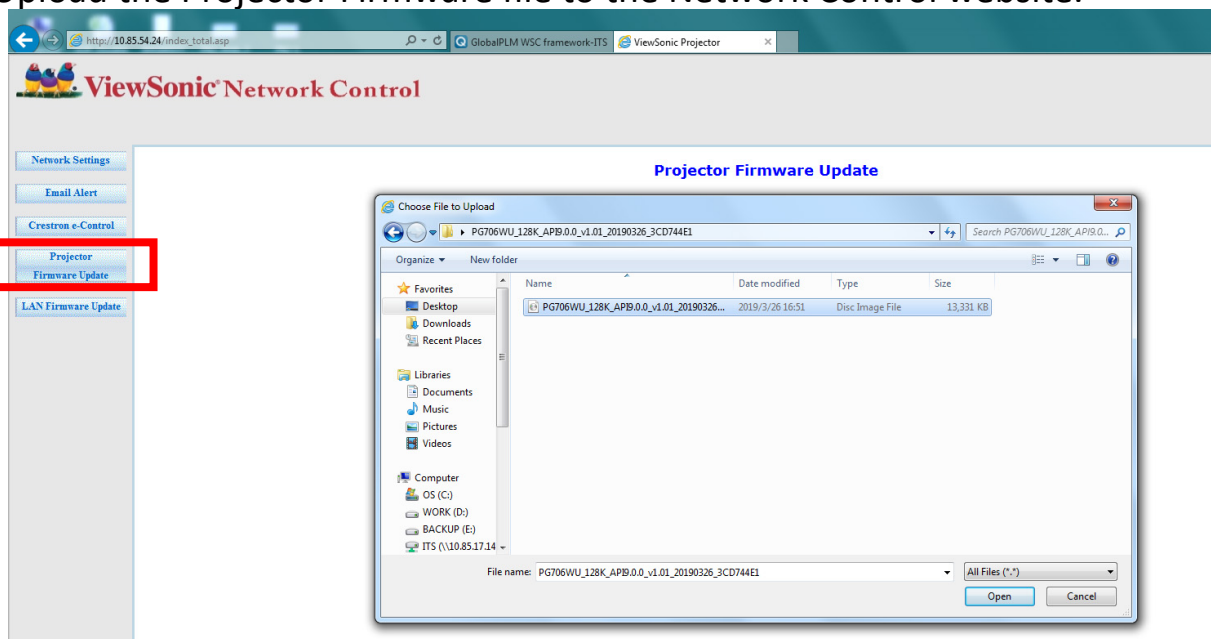 Upload the Projector Firmware file to the Network Control website.
http://10.85.54.24/index_total.asp
GlobalPLM WSC framework-ITS
ViewSonic Projector
ViewSonic® Network Control
Network Settings
Email Alert
Crestron e-Control
Projector
Firmware Update
LAN Firmware Update
Projector Firmware Update
Choose File to Upload
PG706WU_128K_API9.0.0_v1.01_20190326_3CD744E1
Search PG706WU_128K_API9.0...
Organize
New folder
Favorites
Desktop
Downloads
Recent Places
Libraries
Documents
Music
Pictures
Videos
Computer
OS (C:)
WORK (D:)
BACKUP (E:)
ITS (\\10.85.17.14
Name Date modified Type Size
PG706WU_128K_API9.0.0_v1.01_20190326... 2019/3/26 16:51 Disc Image File 13,331 KB
File name: PG706WU_128K_API9.0.0_v1.01_20190326_3CD744E1
All Files (*.*)
Open Cancel